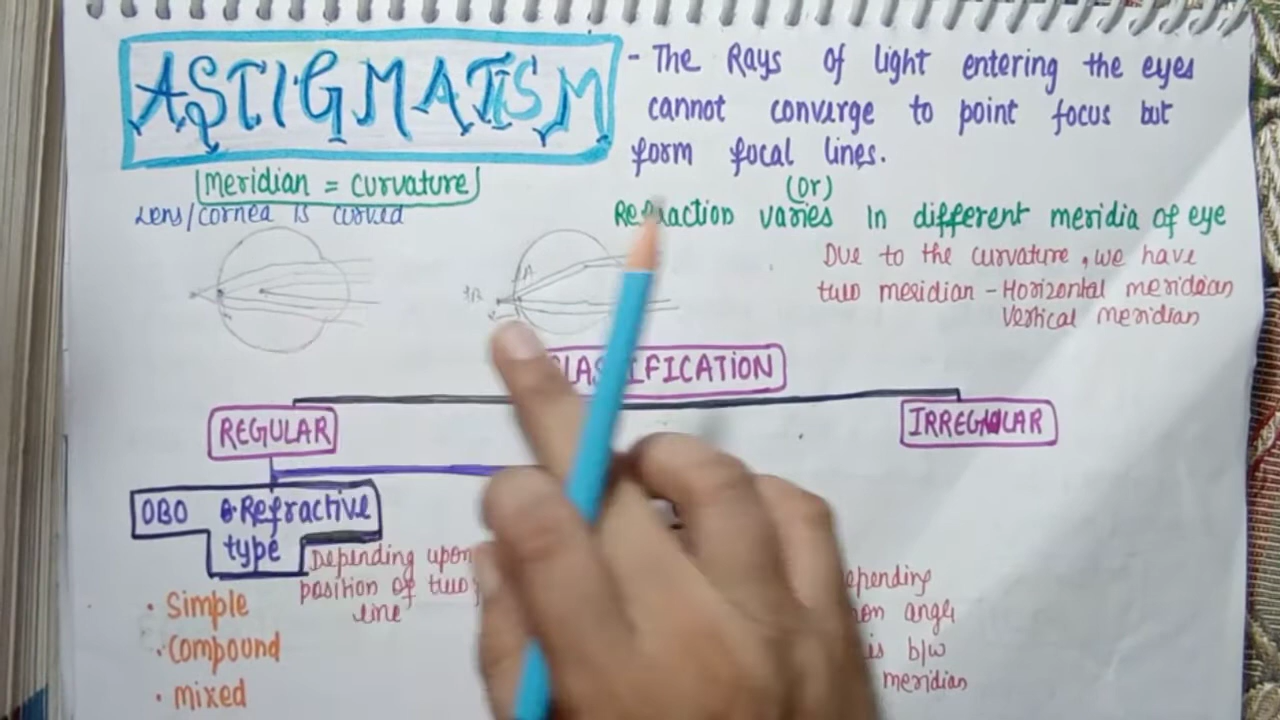 ASTIGMATISM
- The Rays of light entering the eyes
cannot converge to point focus but
form focal lines.
(or)
Refraction varies in different meridia of eye
Meridian = curvature
Lens/cornea is curved
Due to the curvature, we have
two meridian - Horizontal meridian
Vertical meridian
A
CLASSIFICATION
REGULAR
IRREGULAR
OBO Refractive
type
Depending upon
position of two
line
• Simple
• Compound
• mixed
epending
on angle
is b/w
meridian